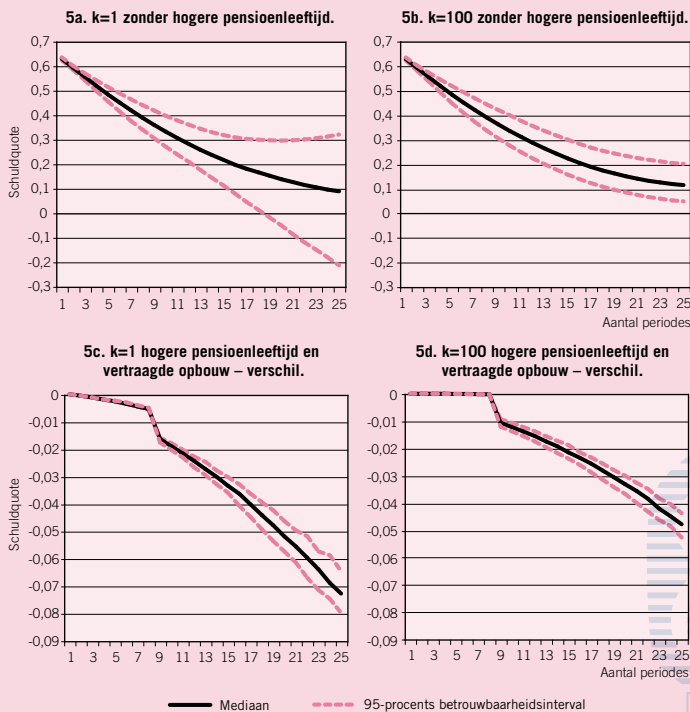 5a. k=1 zonder hogere pensioenleeftijd.
0,7
0,6
0,5
0,4
0,3
0,2
0,1
0
-0,1
-0,2
-0,3
Schuldquote
1 3 5 7 9 11 13 15 17 19 21 23 25
5b. k=100 zonder hogere pensioenleeftijd.
0,7
0,6
0,5
0,4
0,3
0,2
0,1
0
-0,1
-0,2
-0,3
1 3 5 7 9 11 13 15 17 19 21 23 25
Aantal periodes
5c. k=1 hogere pensioenleeftijd en
vertraagde opbouw – verschil.
0
-0,01
-0,02
-0,03
-0,04
-0,05
-0,06
-0,07
-0,08
-0,09
Schuldquote
1 3 5 7 9 11 13 15 17 19 21 23 25
5d. k=100 hogere pensioenleeftijd en
vertraagde opbouw – verschil.
0
-0,01
-0,02
-0,03
-0,04
-0,05
-0,06
-0,07
-0,08
-0,09
1 3 5 7 9 11 13 15 17 19 21 23 25
Aantal periodes
Mediaan
95-procents betrouwbaarheidsinterval